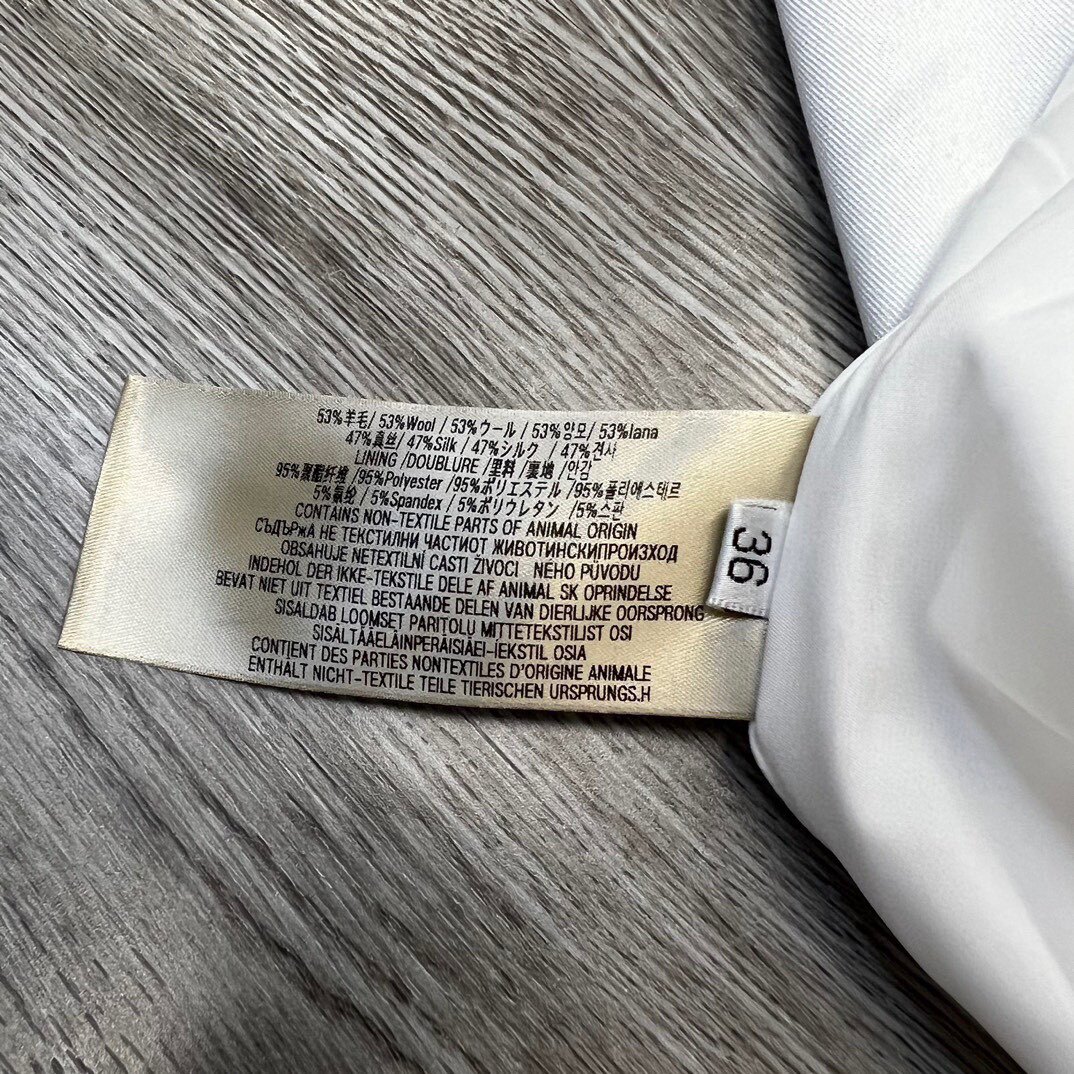 53%羊毛/ 53%Wool / 53%ウール / 53%양모/ 53%lana
47%真丝/ 47%Silk / 47%シルク / 47%견사
LINING /DOUBLURE /里料 /裏地 /안감
95%聚酯纤维 /95%Polyester /95%ポリエステル /95%폴리에스테르
5%氨纶 / 5%Spandex / 5%ポリウレタン /5%스판
CONTAINS NON-TEXTILE PARTS OF ANIMAL ORIGIN
СЪДЪРЖА НЕ ТЕКСТИЛНИ ЧАСТИОТ ЖИВОТИНСКИПРОИЗХОД
OBSAHUJE NETEXTILNÍ CASTI ŽIVOCI NEHO PŮVODU
INDEHOL DER IKKE-TEKSTILE DELE AF ANIMAL SK OPRINDELSE
BEVAT NIET UIT TEXTIEL BESTAANDE DELEN VAN DIERLIJKE OORSPRONG
SISALDAB LOOMSET PARITOLU MITTETEKSTILIST OSI
SISÄLTÄÄELÄINPERÄISIÄEI-IEKSTIL OSIA
CONTIENT DES PARTIES NONTEXTILES D'ORIGINE ANIMALE
ENTHALT NICHT-TEXTILE TEILE TIERISCHEN URSPRUNGS.H
36